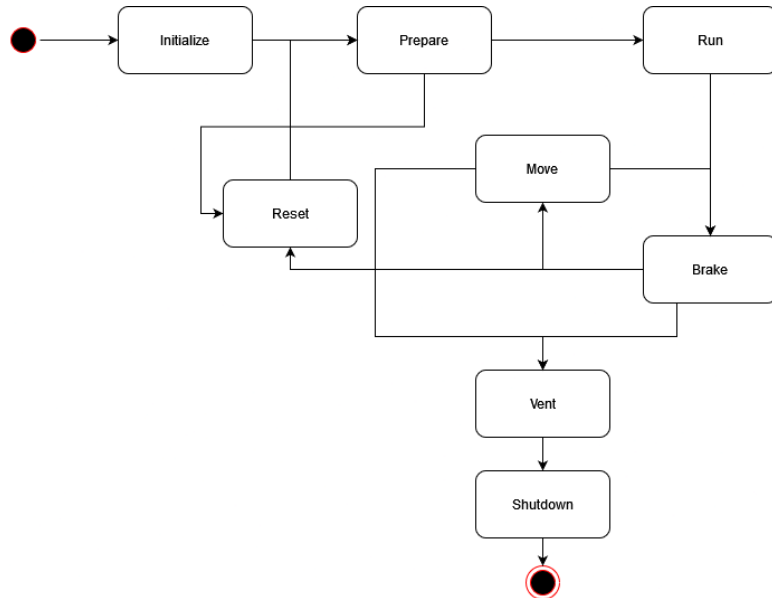 Initialize
Prepare
Run
Move
Reset
Brake
Vent
Shutdown